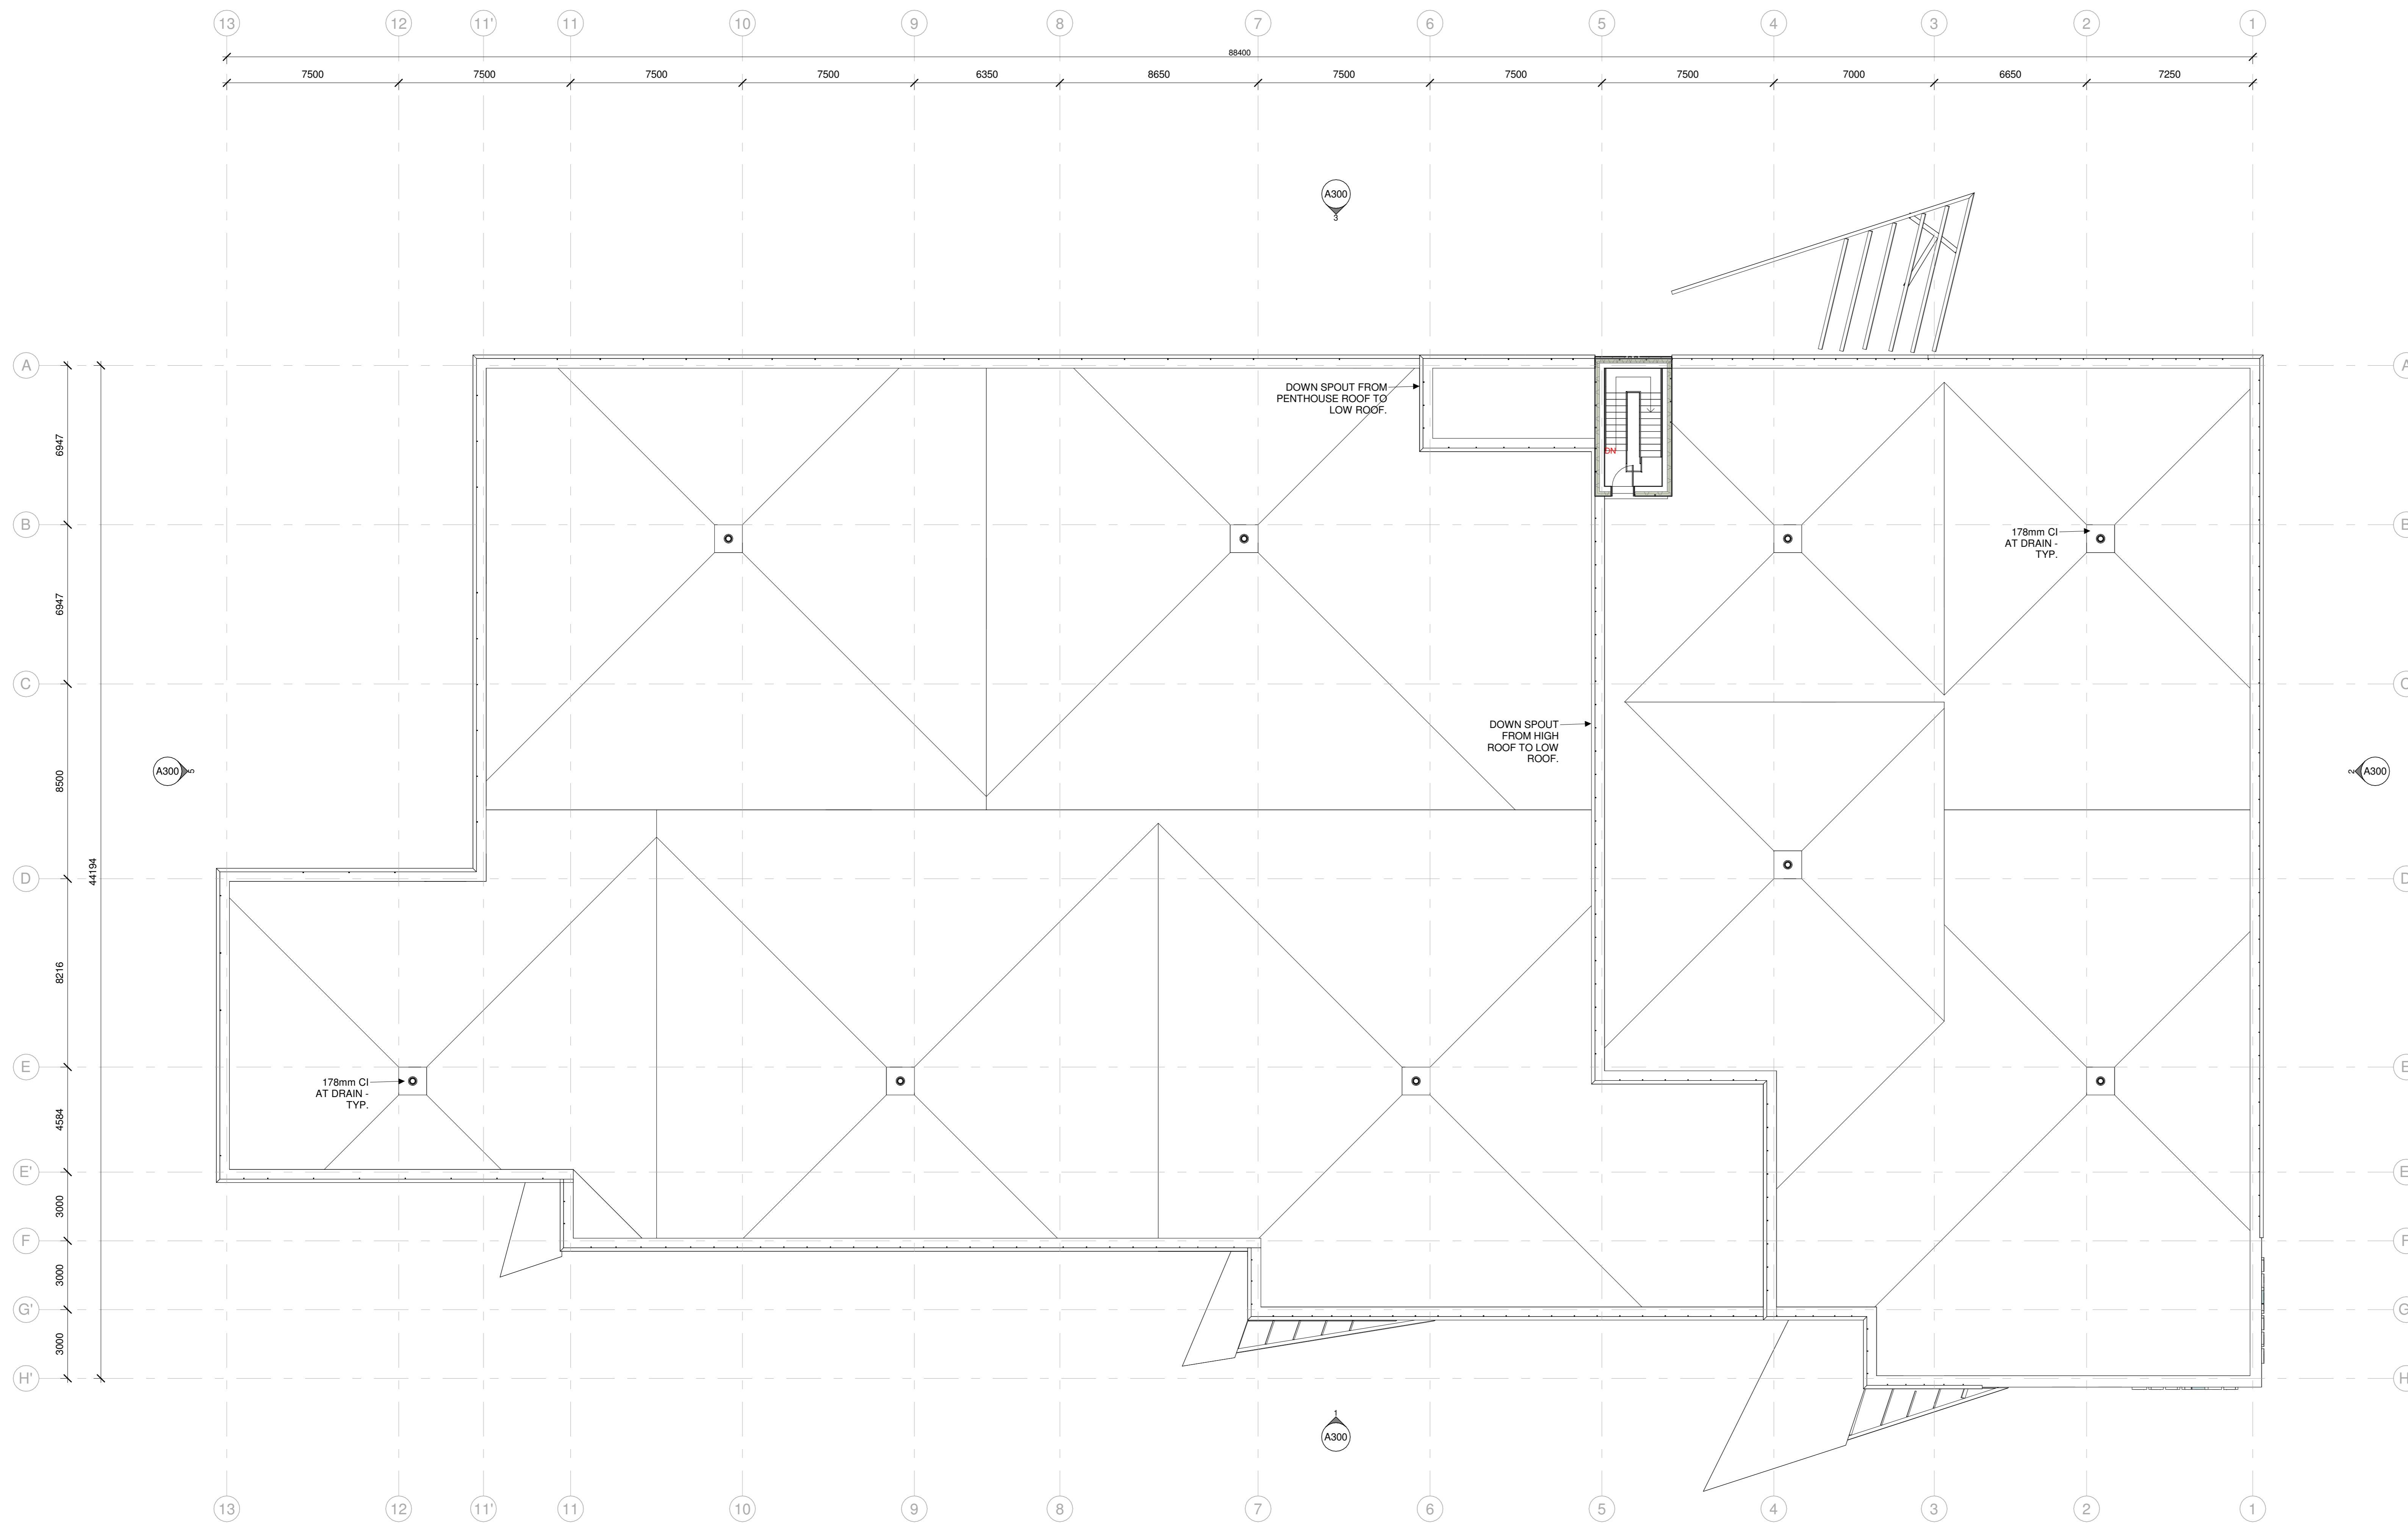 13 12 11' 11 10 9 8 7 6 5 4 3 2 1
88400
7500 7500 7500 7500 6350 8650 7500 7500 7500 7000 6650 7250
A300
3
A
A
DOWN SPOUT FROM
PENTHOUSE ROOF TO
LOW ROOF.
DN
6947
B
178mm CI
AT DRAIN -
TYP.
6947
C
DOWN SPOUT
FROM HIGH
ROOF TO LOW
ROOF.
8500
A300
5
2
A300
44194
D
8216
E
178mm CI
AT DRAIN -
TYP.
4584
E'
3000
F
3000
G'
3000
H'
1
A300
13 12 11' 11 10 9 8 7 6 5 4 3 2 1